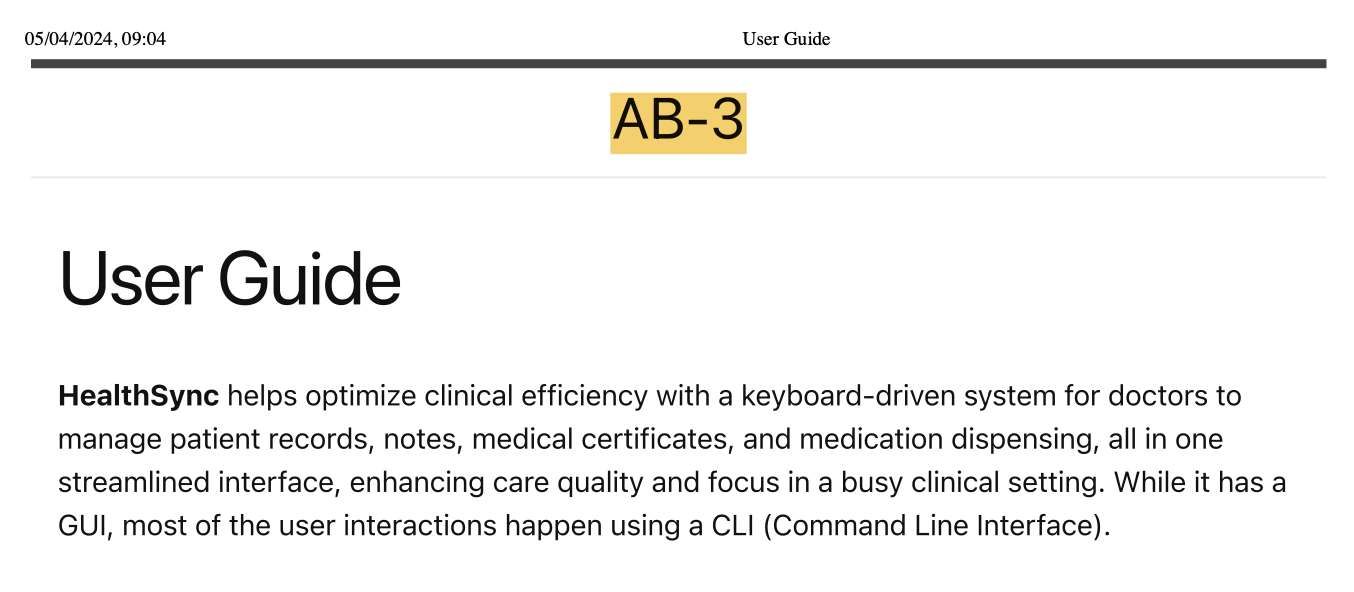 05/04/2024, 09:04 User Guide
AB-3
User Guide
HealthSync helps optimize clinical efficiency with a keyboard-driven system for doctors to
manage patient records, notes, medical certificates, and medication dispensing, all in one
streamlined interface, enhancing care quality and focus in a busy clinical setting. While it has a
GUI, most of the user interactions happen using a CLI (Command Line Interface).